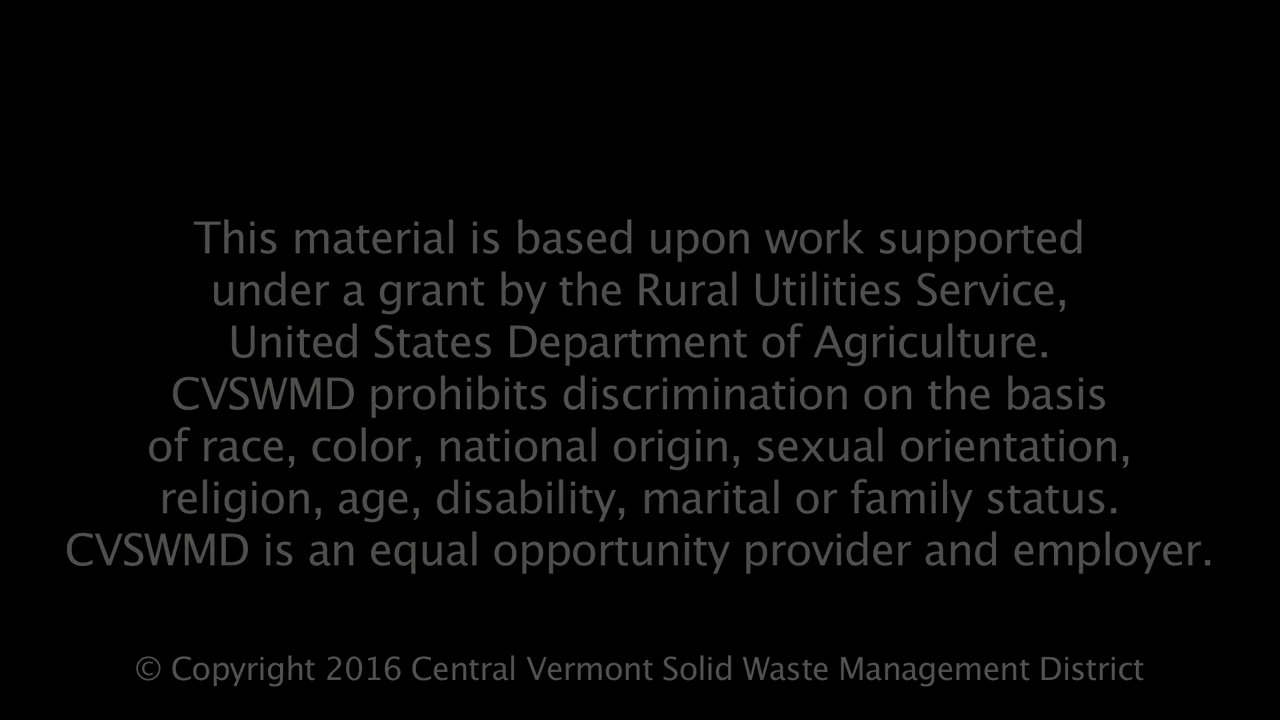 This material is based upon work supported
under a grant by the Rural Utilities Service,
United States Department of Agriculture.
CVSWMD prohibits discrimination on the basis
of race, color, national origin, sexual orientation,
religion, age, disability, marital or family status.
CVSWMD is an equal opportunity provider and employer.
© Copyright 2016 Central Vermont Solid Waste Management District